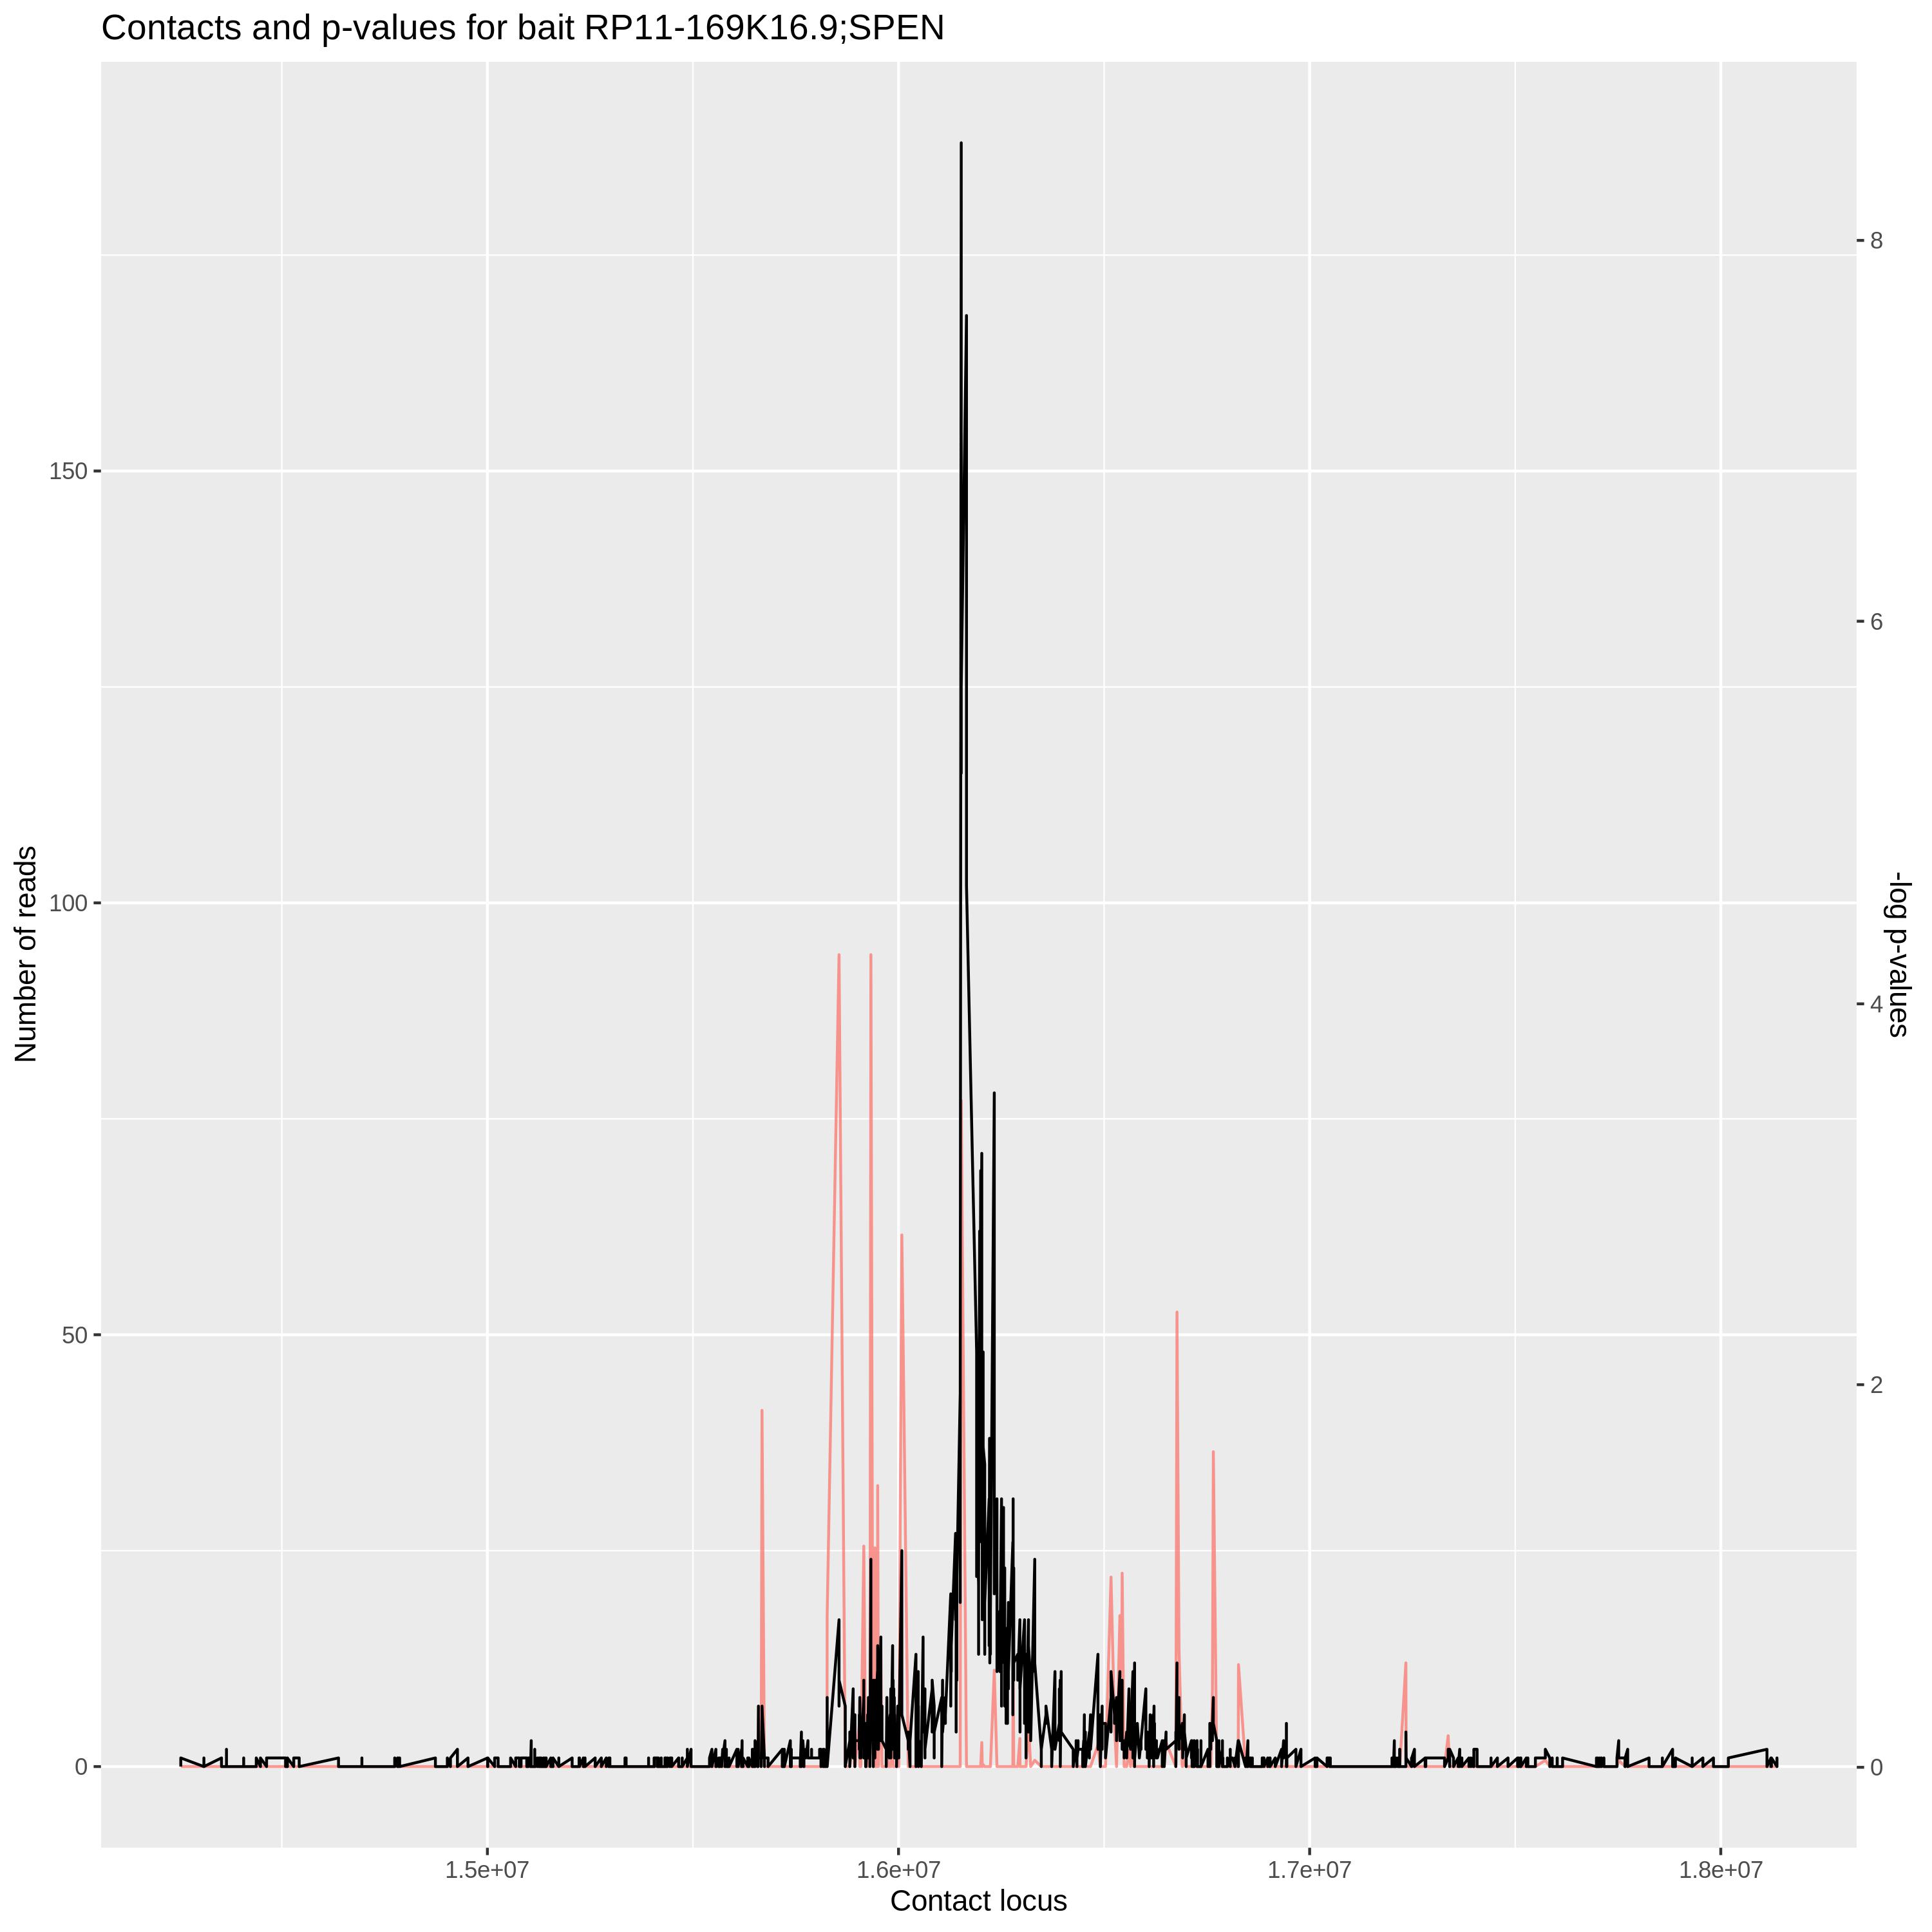 Contacts and p-values for bait RP11-169K16.9;SPEN
Number of reads
150
100
50
0
8
6
4
2
0
-log p-values
1.5e+07 1.6e+07 1.7e+07 1.8e+07
Contact locus